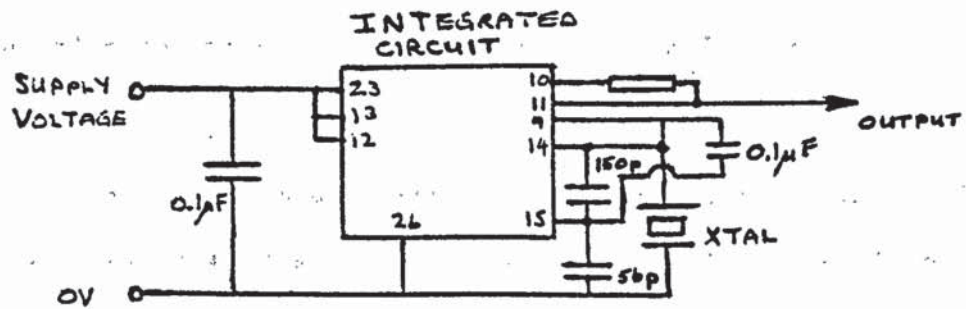 INTEGRATED
CIRCUIT
SUPPLY
VOLTAGE
23
13
12
10
11
9
14
15
26
OUTPUT
0.1µF
150p
0.1µF
XTAL
56p
0V